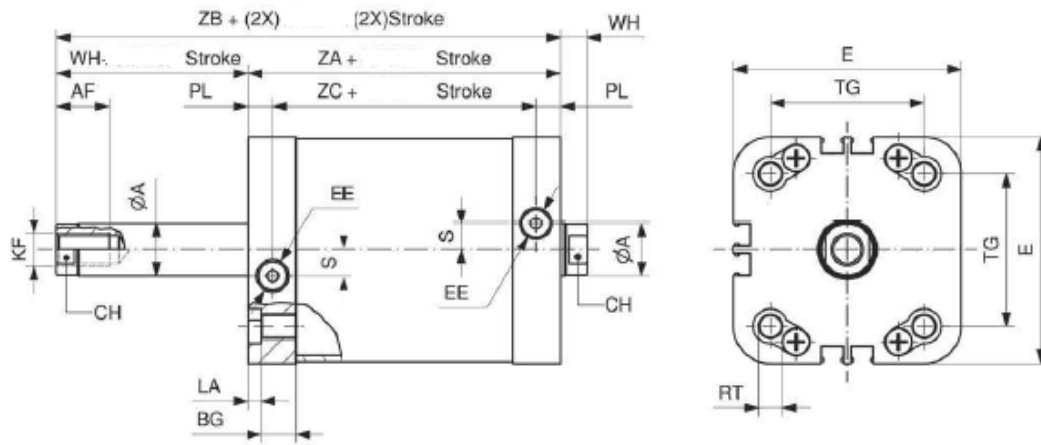 ZB + (2X) (2X)Stroke WH
WH- Stroke ZA + Stroke
AF PL ZC + Stroke PL
E
TG
KF
ØA
EE
S
S
EE
ØA
CH
CH
LA
BG
TG
E
RT